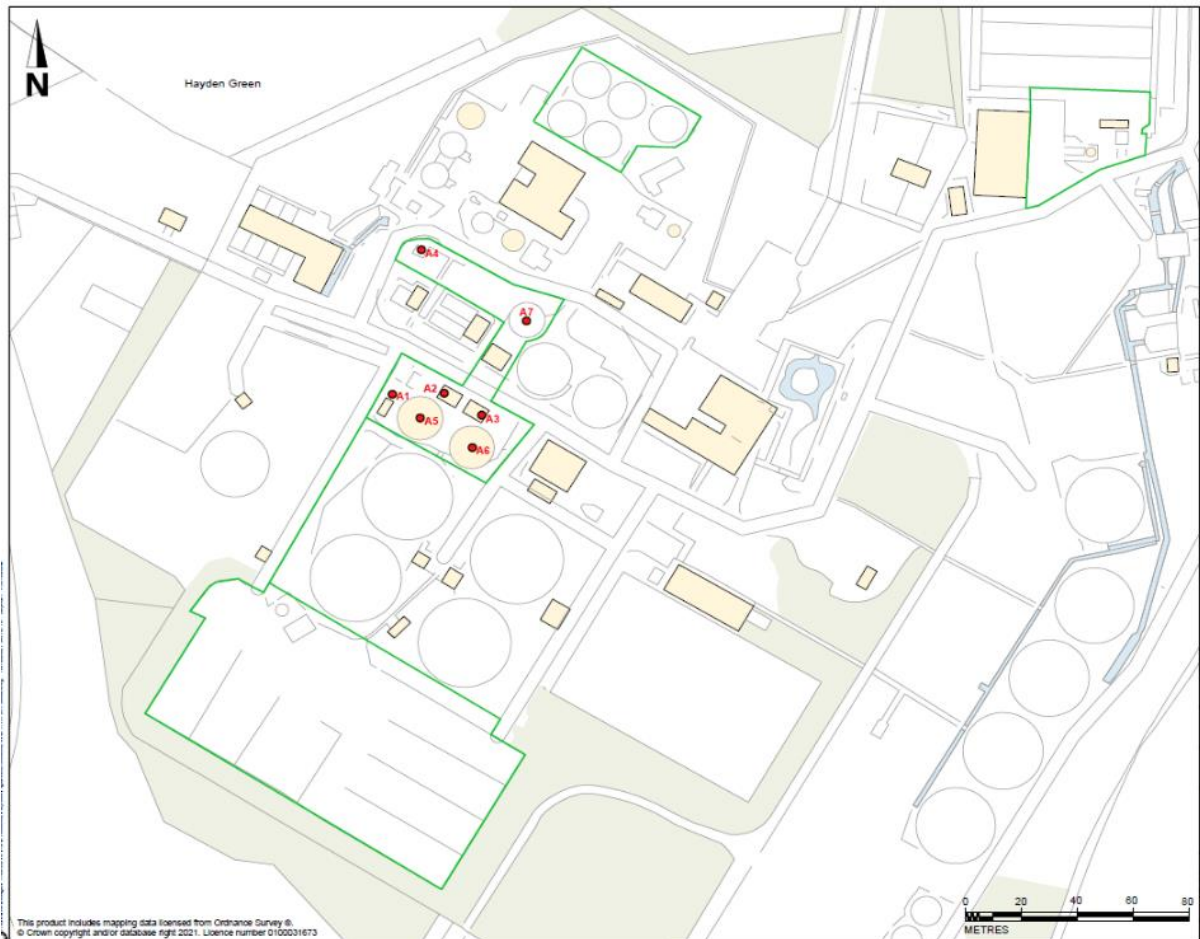 N
Hayden Green
A4
A7
A2
A1
A3
A5
A6
0 20 40 60 80
METRES
This product includes mapping data licensed from Ordnance Survey ®.
© Crown copyright and/or database right 2021. Licence number 0100031673